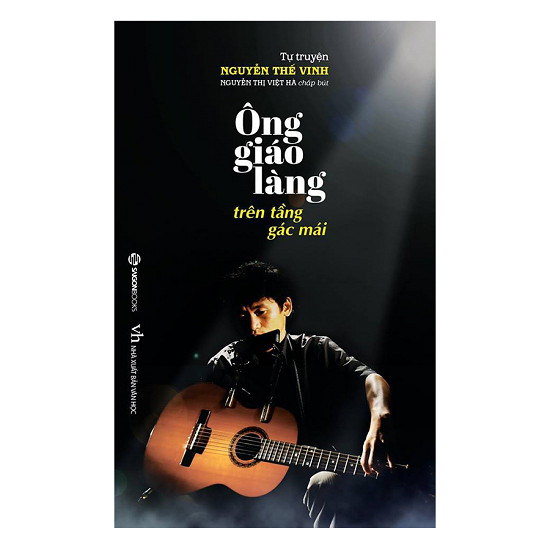 Tự truyện
NGUYỄN THẾ VINH
NGUYỄN THỊ VIỆT HÀ chấp bút
Ông
giáo
làng
trên tầng
gác mái
SAIGONBOOKS
vh NHÀ XUẤT BẢN VĂN HỌC